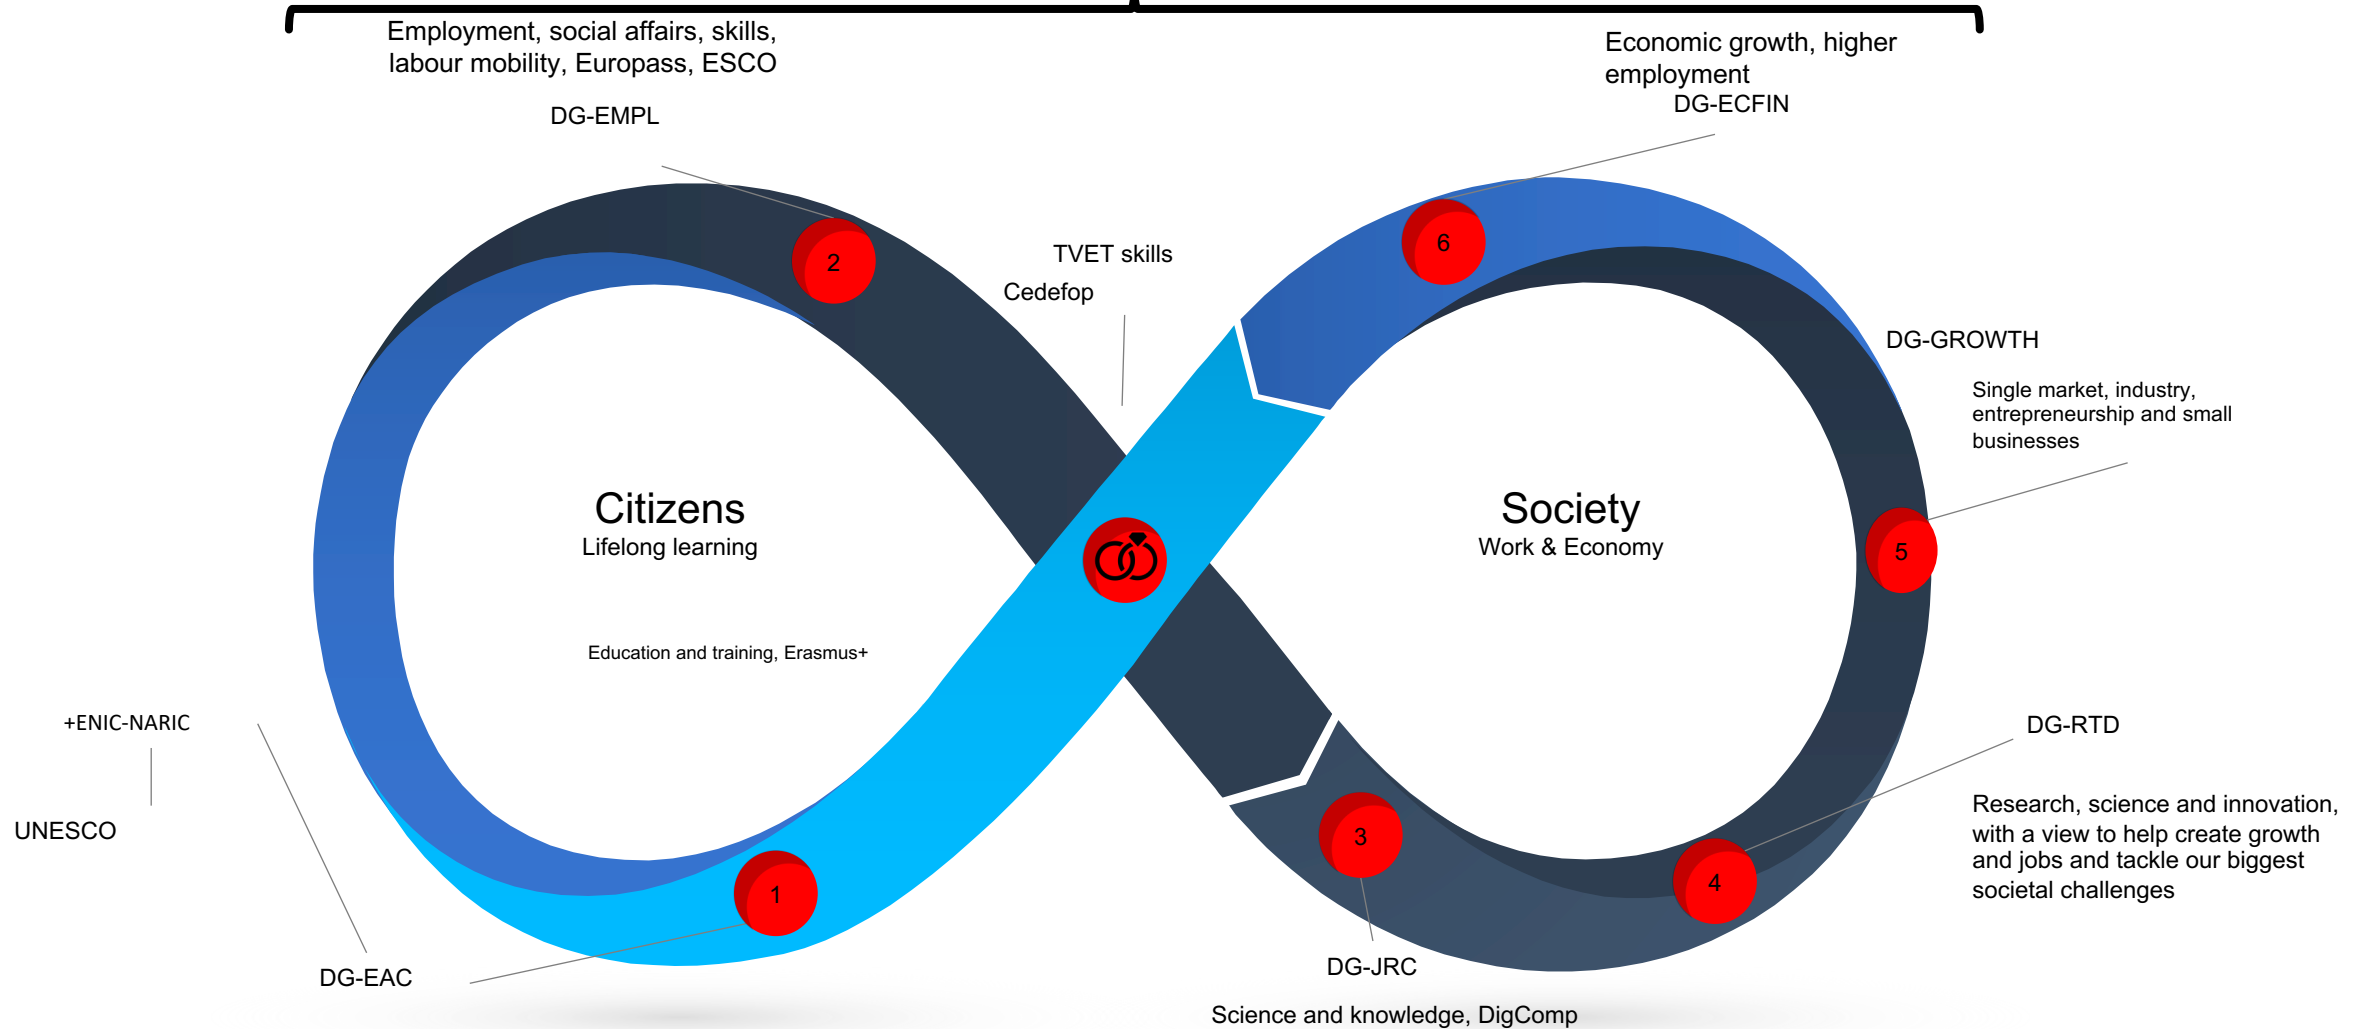 Employment, social affairs, skills,
labour mobility, Europass, ESCO
DG-EMPL
Economic growth, higher
employment
DG-ECFIN
2
6
TVET skills
Cedefop
DG-GROWTH
Single market, industry,
entrepreneurship and small
businesses
Citizens
Lifelong learning
Society
Work & Economy
5
Education and training, Erasmus+
+ENIC-NARIC
UNESCO
DG-RTD
Research, science and innovation,
with a view to help create growth
and jobs and tackle our biggest
societal challenges
3
4
1
DG-EAC
DG-JRC
Science and knowledge, DigComp